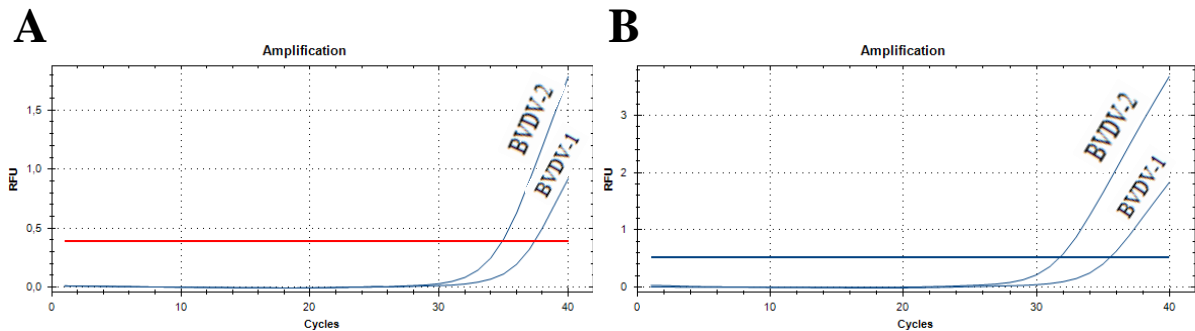 A
Amplification
RFU
1,5
1,0
0,5
0,0
BVDV-2
BVDV-1
0 10 20 30 40
Cycles
B
Amplification
RFU
3
2
1
0
BVDV-2
BVDV-1
0 10 20 30 40
Cycles